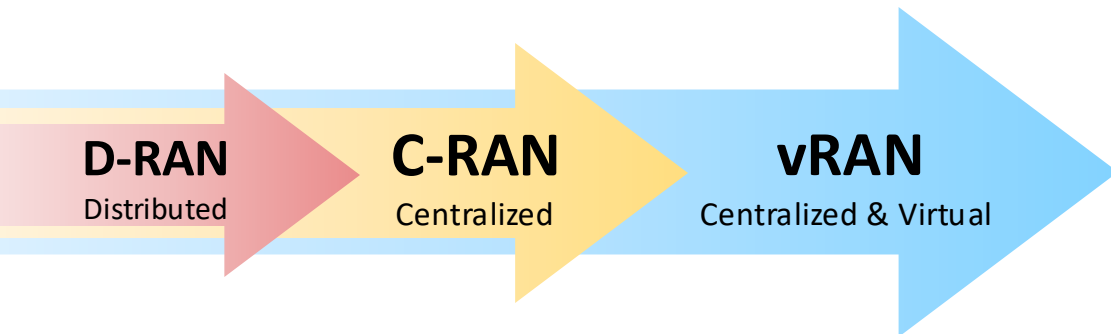 D-RAN
Distributed
C-RAN
Centralized
vRAN
Centralized & Virtual